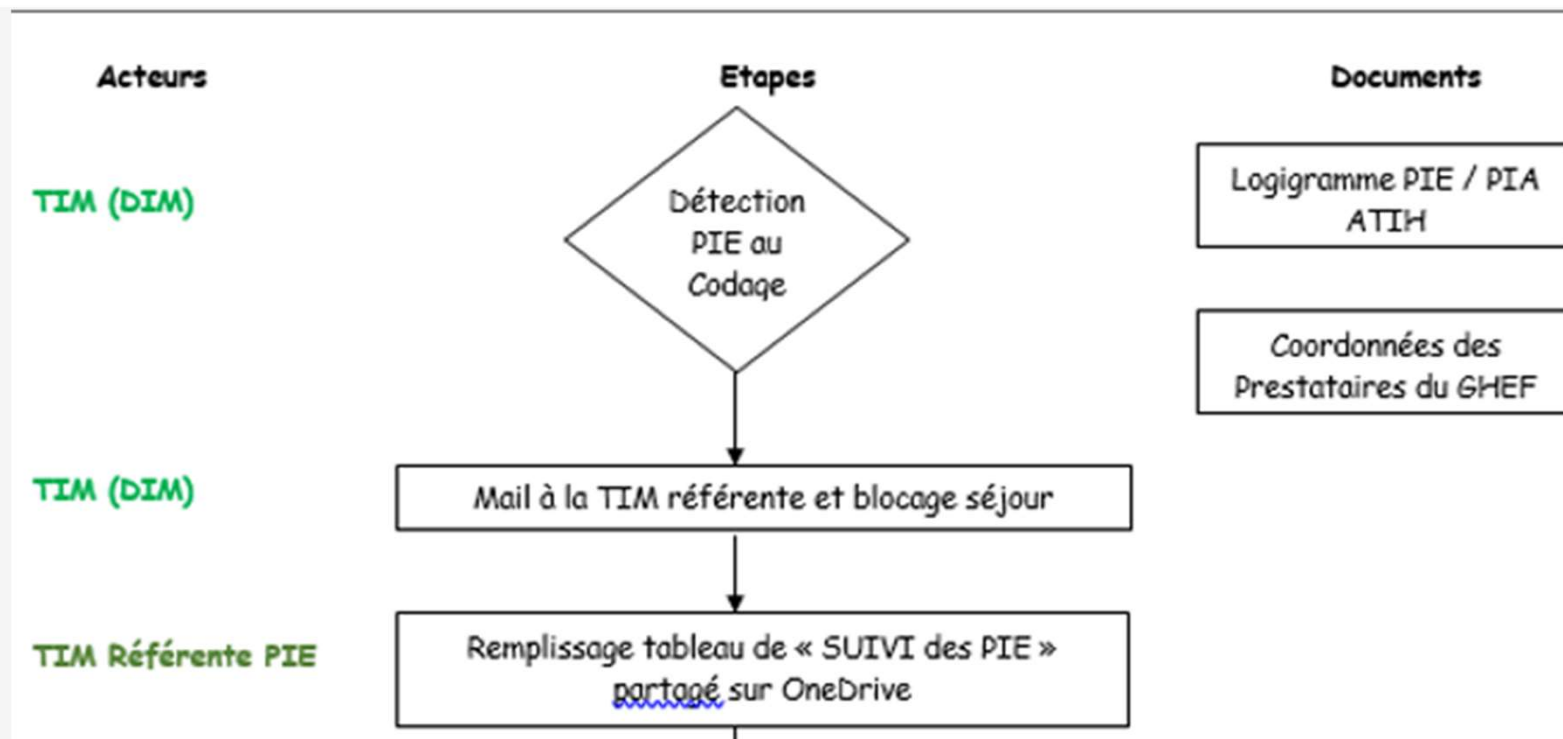 Acteurs
Etapes
Documents
TIM (DIM)
Détection
PIE au
Codage
Logigramme PIE / PIA
ATIH
Coordonnées des
Prestataires du GHEF
TIM (DIM)
Mail à la TIM référente et blocage séjour
TIM Référente PIE
Remplissage tableau de « SUIVI des PIE »
partagé sur OneDrive